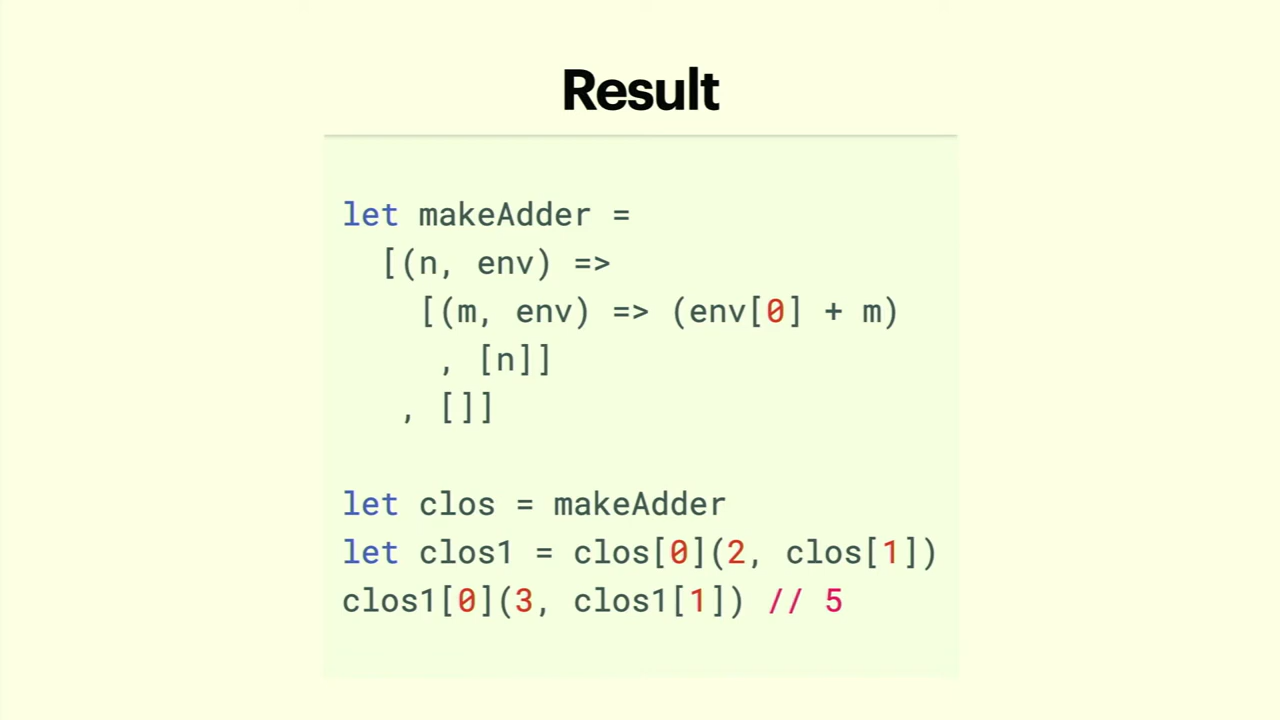 Result
let makeAdder =
[(n, env) =>
[(m, env) => (env[0] + m)
, [n]]
, []]
let clos = makeAdder
let clos1 = clos[0](2, clos[1])
clos1[0](3, clos1[1]) // 5